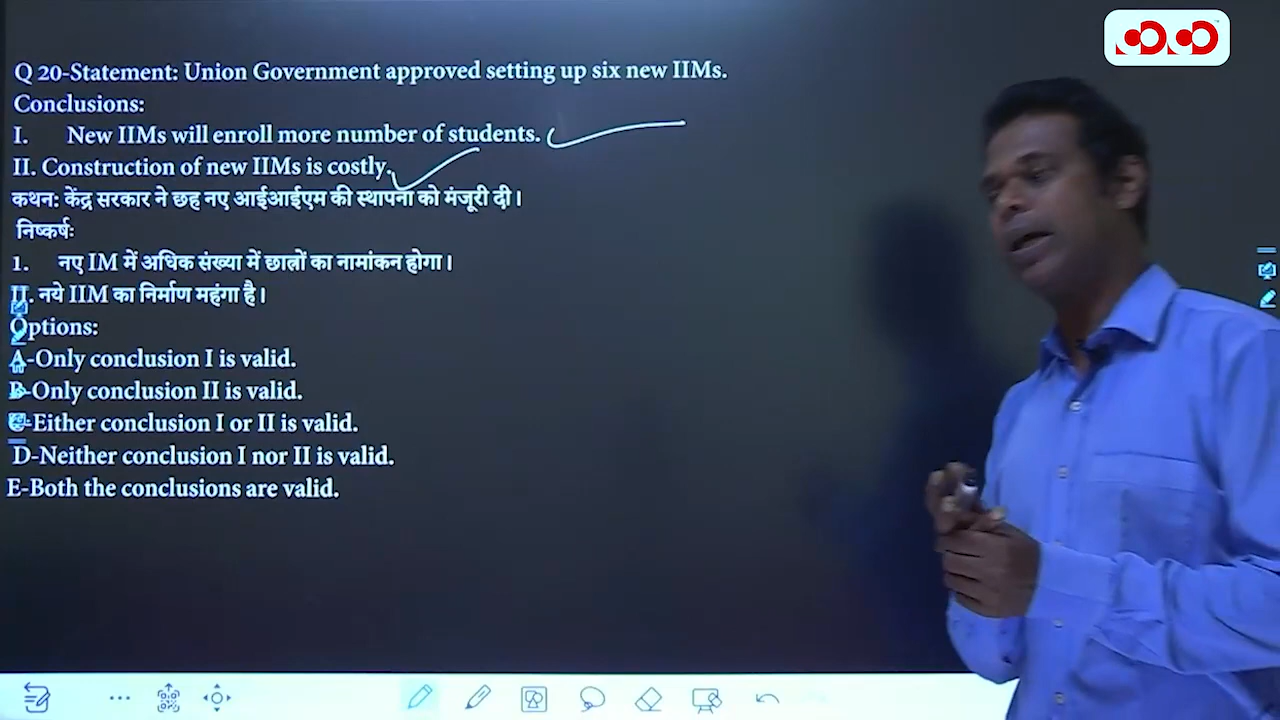 Q 20-Statement: Union Government approved setting up six new IIMs.
Conclusions:
I. New IIMs will enroll more number of students.
II. Construction of new IIMs is costly.
कथन: केंद्र सरकार ने छह नए आईआईएम की स्थापना को मंजूरी दी।
निष्कर्षः
1. नए IM में अधिक संख्या में छात्रों का नामांकन होगा।
II. नये IIM का निर्माण महंगा है।
Options:
A-Only conclusion I is valid.
B-Only conclusion II is valid.
C-Either conclusion I or II is valid.
D-Neither conclusion I nor II is valid.
E-Both the conclusions are valid.